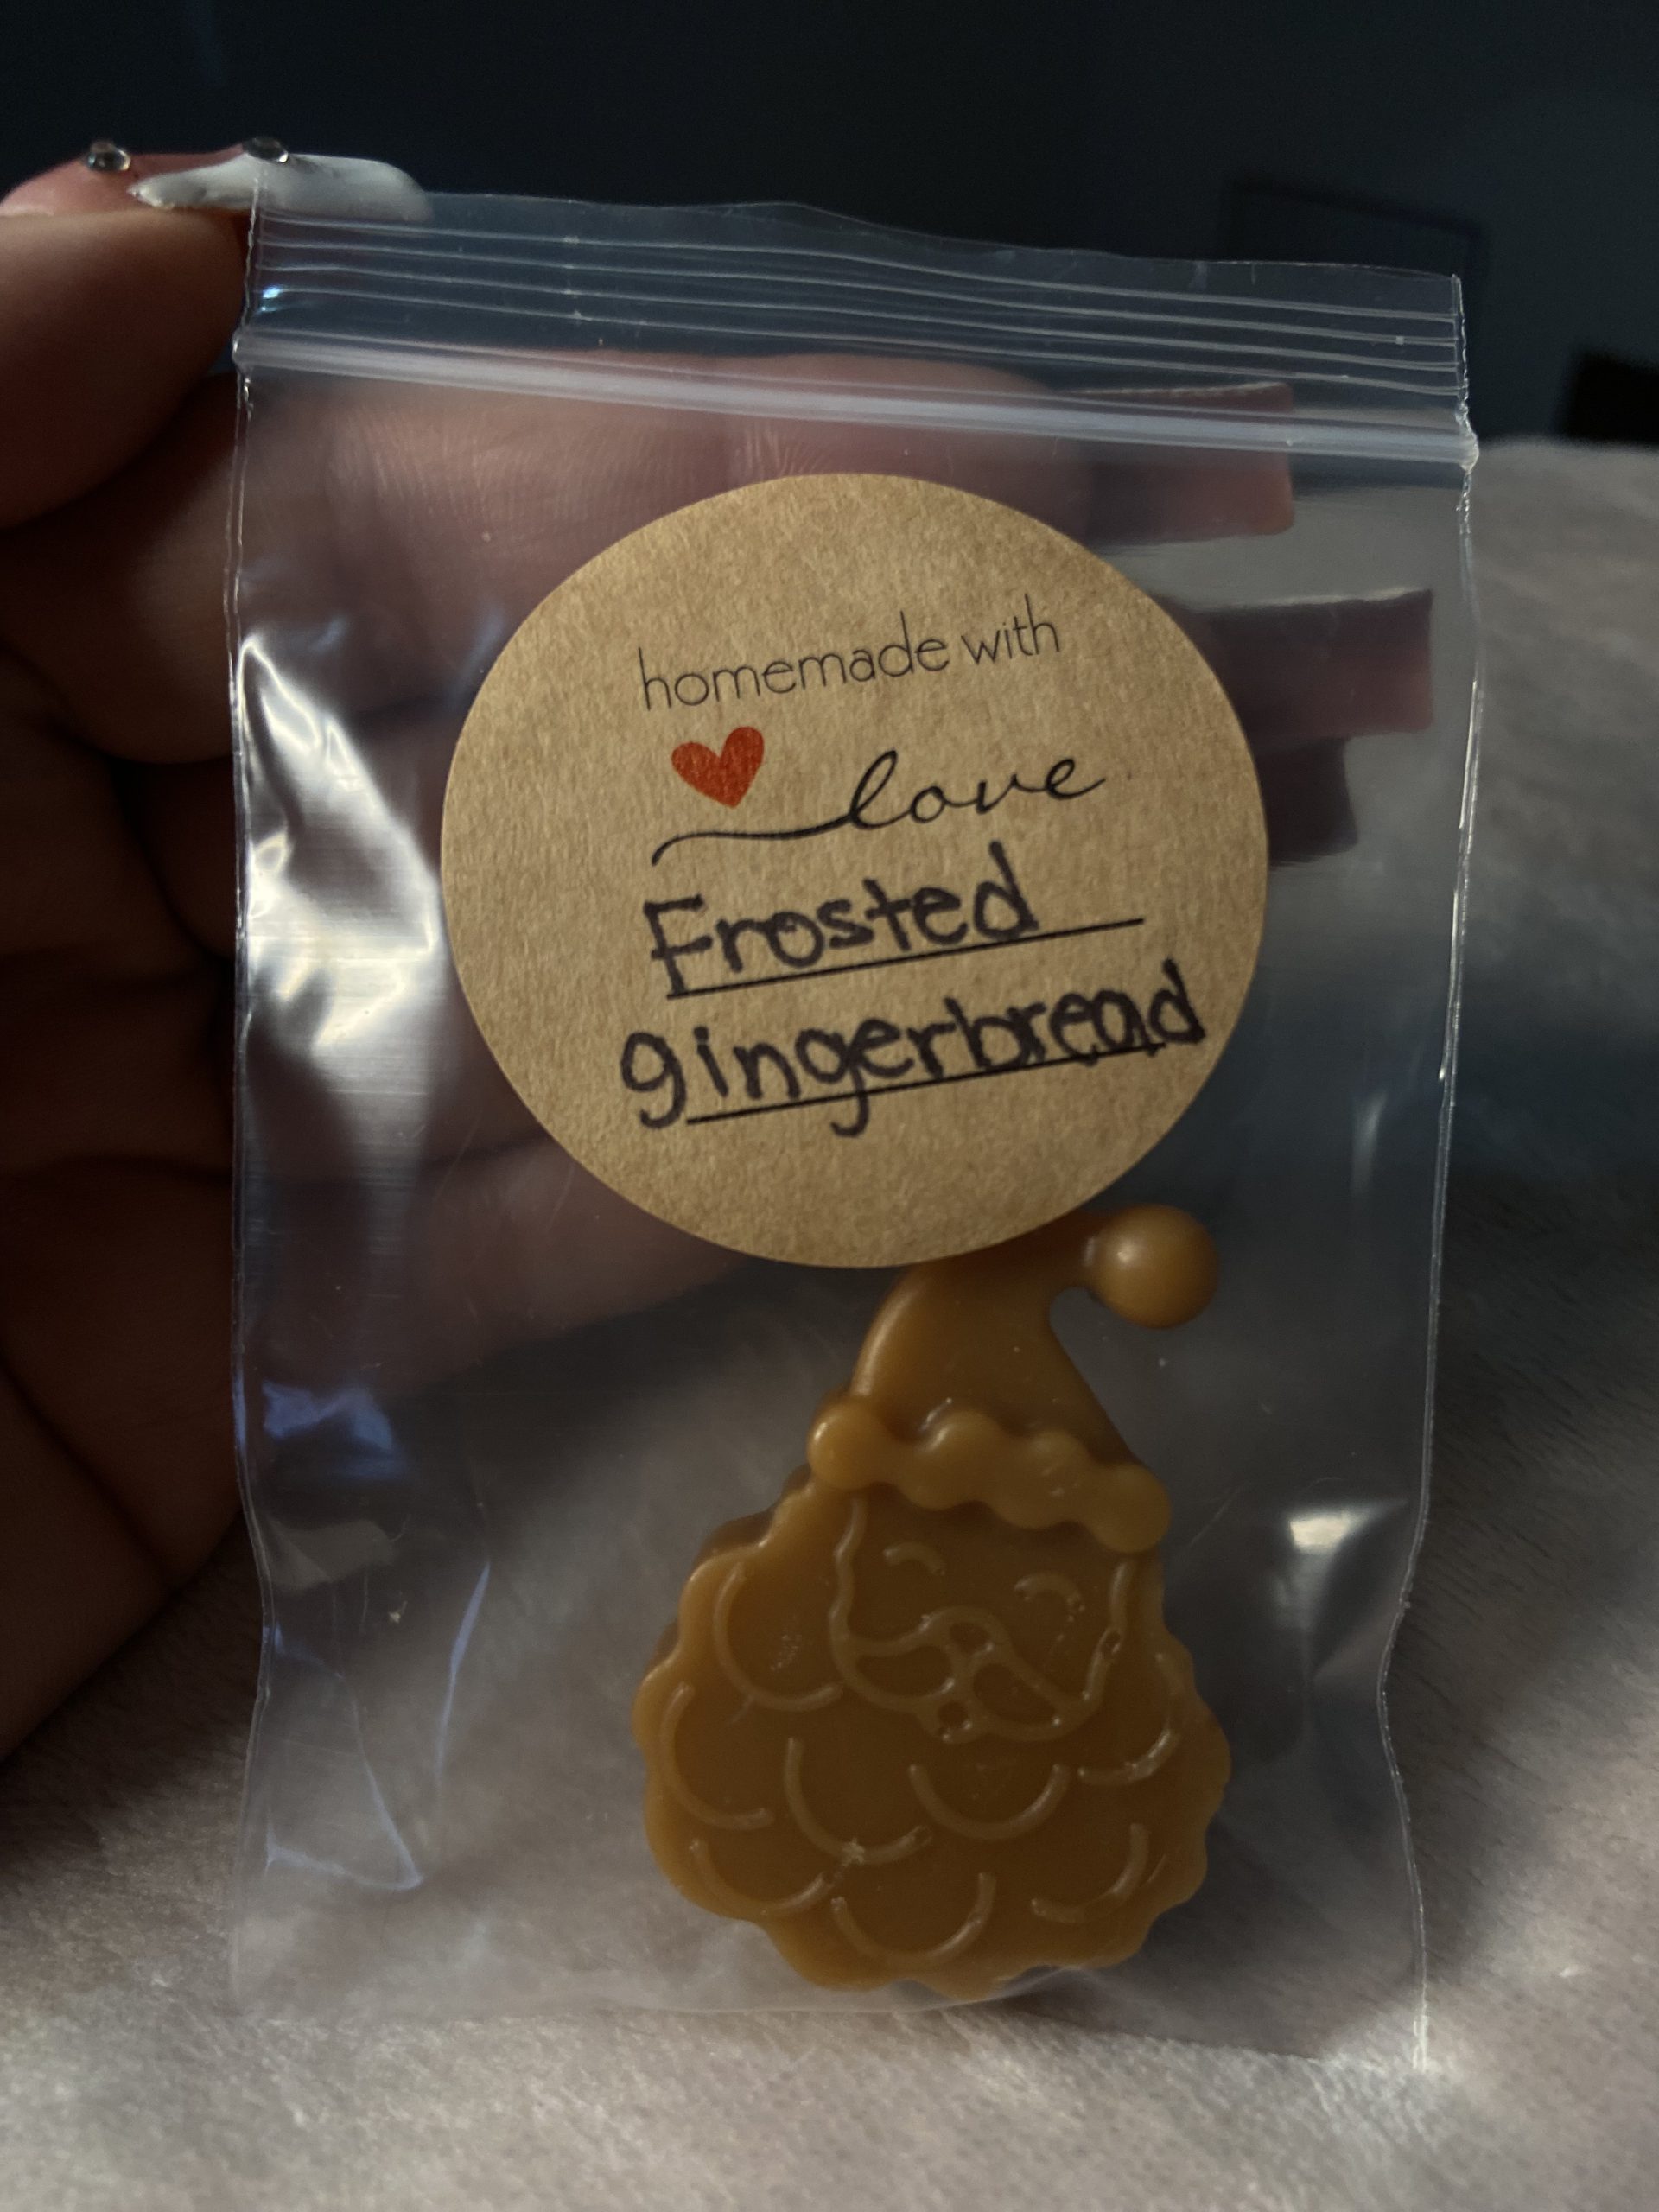 homemade with
love
Frosted
gingerbread